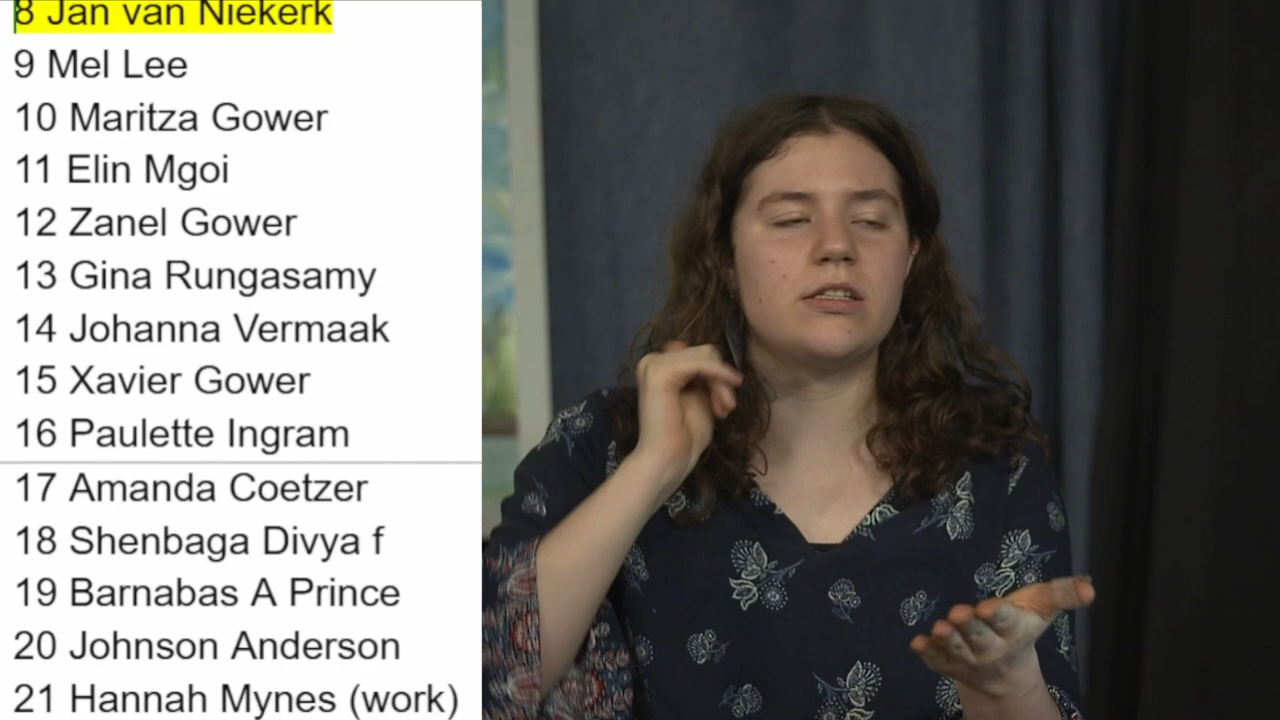 8 Jan van Niekerk
9 Mel Lee
10 Maritza Gower
11 Elin Mgoi
12 Zanel Gower
13 Gina Rungasamy
14 Johanna Vermaak
15 Xavier Gower
16 Paulette Ingram
17 Amanda Coetzer
18 Shenbaga Divya f
19 Barnabas A Prince
20 Johnson Anderson
21 Hannah Mynes (work)